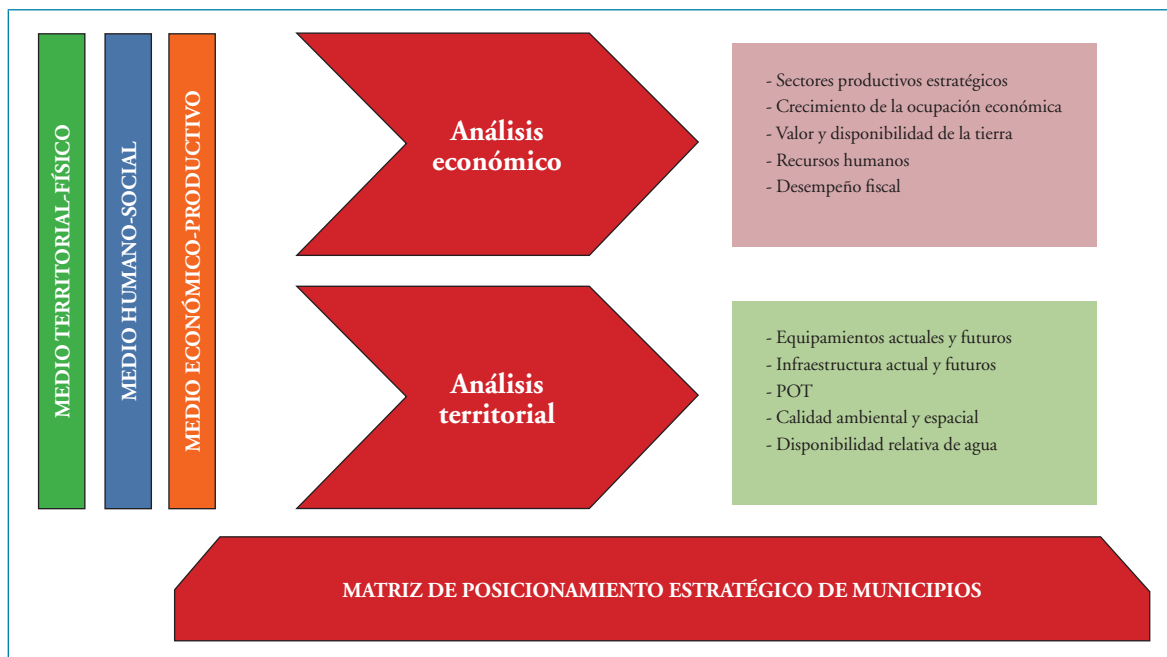 MEDIO TERRITORIAL-FÍSICO
MEDIO HUMANO-SOCIAL
MEDIO ECONÓMICO-PRODUCTIVO
Análisis
económico
- Sectores productivos estratégicos
- Crecimiento de la ocupación económica
- Valor y disponibilidad de la tierra
- Recursos humanos
- Desempeño fiscal
Análisis
territorial
- Equipamientos actuales y futuros
- Infraestructura actual y futuros
- POT
- Calidad ambiental y espacial
- Disponibilidad relativa de agua
MATRIZ DE POSICIONAMIENTO ESTRATÉGICO DE MUNICIPIOS